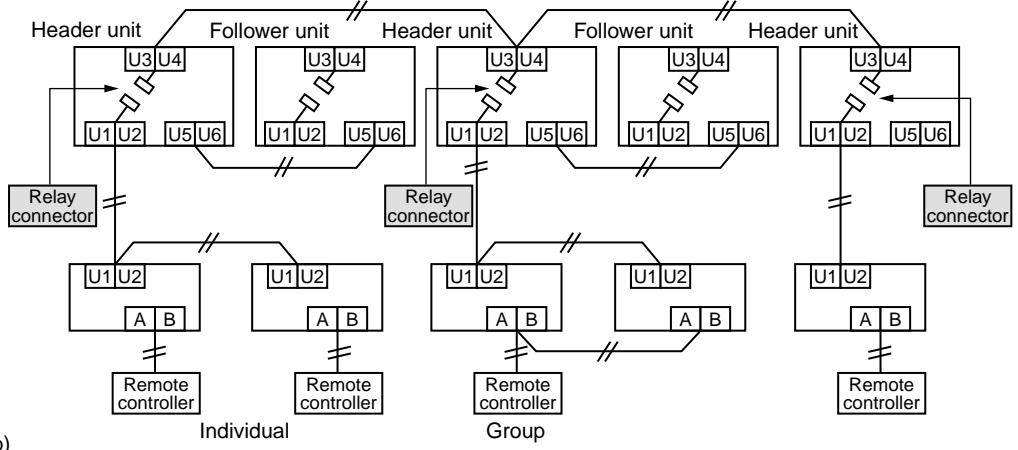 Header unit Follower unit Header unit Follower unit Header unit
U3 U4 U3 U4 U3 U4 U3 U4 U3 U4
U1 U2 U5 U6 U1 U2 U5 U6 U1 U2 U5 U6 U1 U2 U5 U6 U1 U2 U5 U6
Relay connector Relay connector Relay connector
U1 U2 U1 U2 U1 U2 U1 U2 U1 U2
A B A B A B A B A B
Remote controller Remote controller Remote controller Remote controller
Individual Group